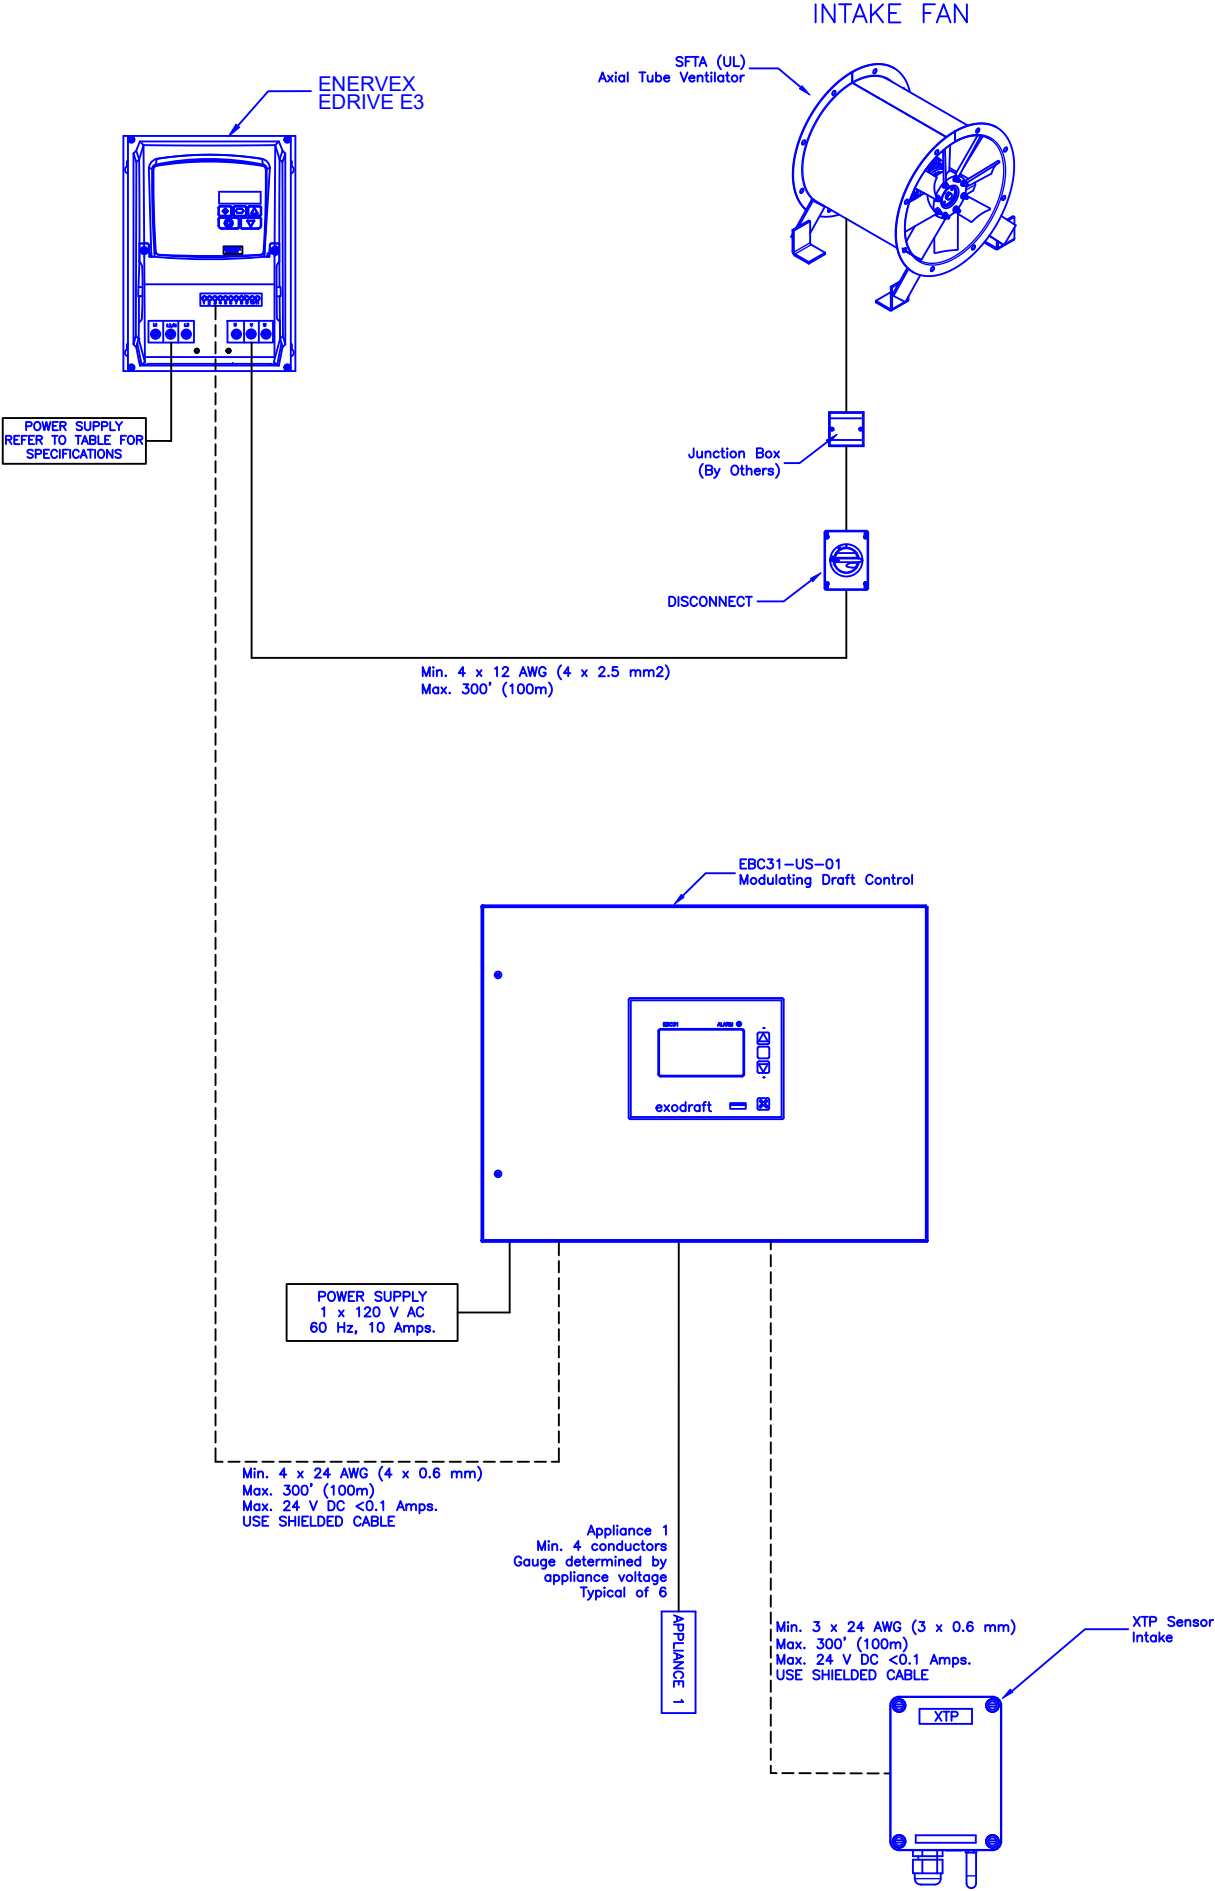 INTAKE FAN
SFTA (UL)
Axial Tube Ventilator
ENERVEX
EDRIVE E3
POWER SUPPLY
REFER TO TABLE FOR
SPECIFICATIONS
Junction Box
(By Others)
DISCONNECT
Min. 4 x 12 AWG (4 x 2.5 mm2)
Max. 300' (100m)
EBC31-US-01
Modulating Draft Control
EBC31 ALARM
exodraft
POWER SUPPLY
1 x 120 V AC
60 Hz, 10 Amps.
Min. 4 x 24 AWG (4 x 0.6 mm)
Max. 300' (100m)
Max. 24 V DC <0.1 Amps.
USE SHIELDED CABLE
Appliance 1
Min. 4 conductors
Gauge determined by
appliance voltage
Typical of 6
APPLIANCE 1
Min. 3 x 24 AWG (3 x 0.6 mm)
Max. 300' (100m)
Max. 24 V DC <0.1 Amps.
USE SHIELDED CABLE
XTP Sensor
Intake
XTP